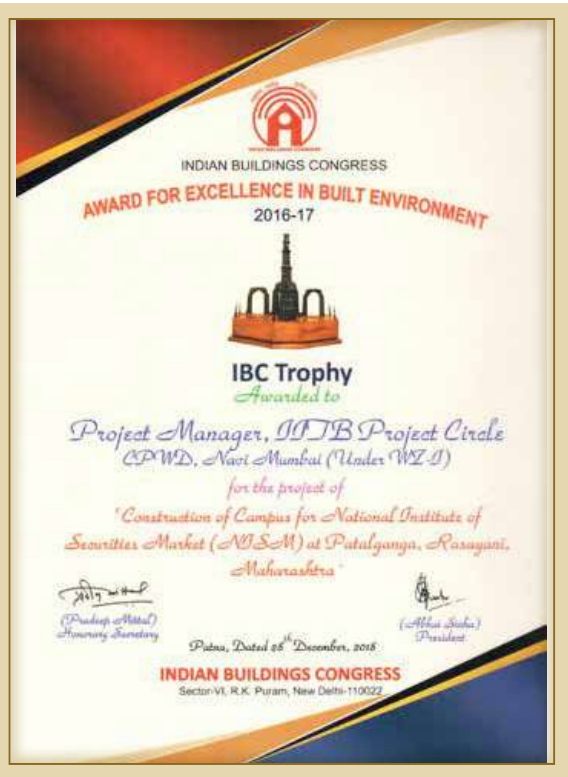 INDIAN BUILDINGS CONGRESS
AWARD FOR EXCELLENCE IN BUILT ENVIRONMENT
2016-17
IBC Trophy
Awarded to
Project Manager, IITB Project Circle
CPWD, Navi Mumbai (Under WZ-I)
for the project of
'Construction of Campus for National Institute of
Securities Market (NISM) at Patalganga, Rasayani,
Maharashtra'
(Pradeep Mittal)
Honorary Secretary
(Abhai Sinha)
President
Patna, Dated
December,
INDIAN BUILDINGS CONGRESS
Sector-VI, R.K. Puram, New Delhi-110022